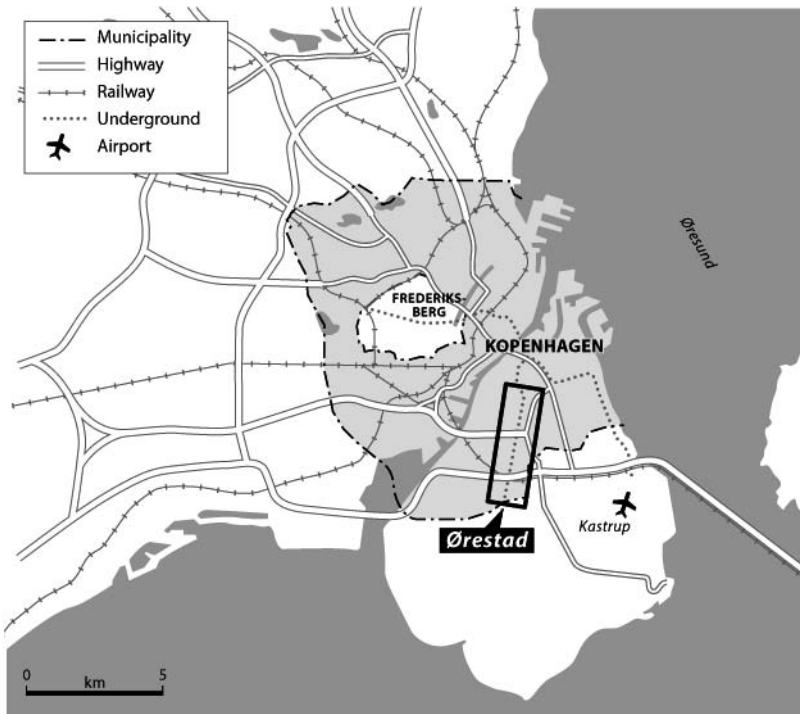 Municipality
Highway
Railway
Underground
Airport
Øresund
FREDERIKS-
BERG
KOPENHAGEN
Ørestad
Kastrup
0 5
km